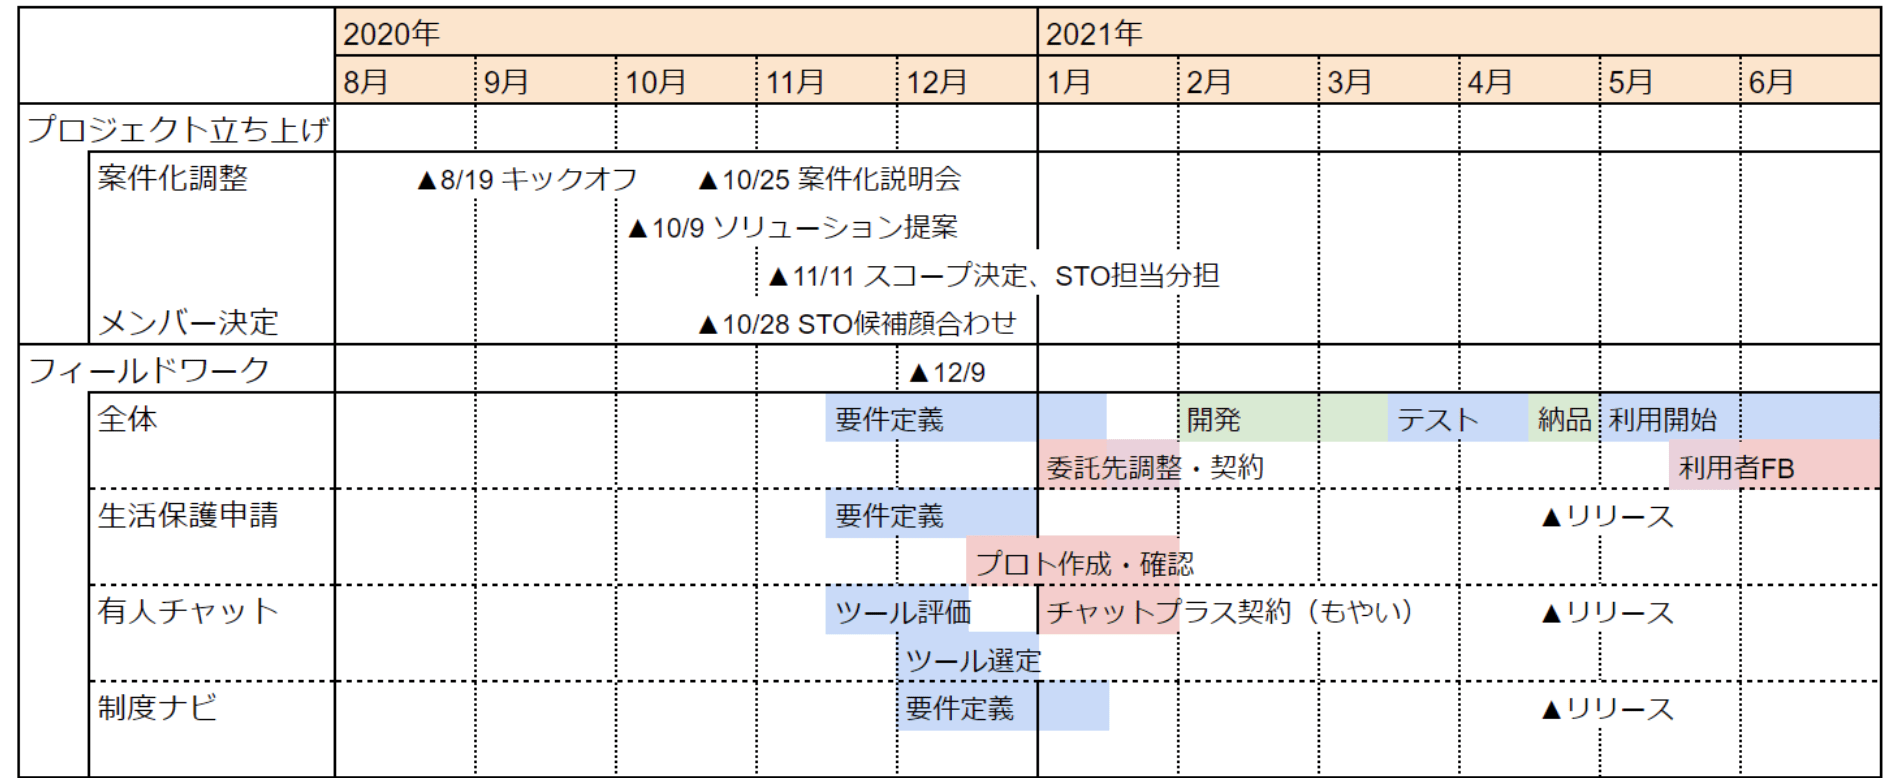 2020年 2021年
8月 9月 10月 11月 12月 1月 2月 3月 4月 5月 6月
プロジェクト立ち上げ
案件化調整 ▲8/19 キックオフ ▲10/25 案件化説明会
▲10/9 ソリューション提案
▲11/11 スコープ決定、STO担当分担
メンバー決定 ▲10/28 STO候補顔合わせ
フィールドワーク ▲12/9
全体 要件定義 開発 テスト 納品 利用開始
委託先調整・契約 利用者FB
生活保護申請 要件定義 ▲リリース
プロト作成・確認
有人チャット ツール評価 チャットプラス契約（もやい） ▲リリース
ツール選定
制度ナビ 要件定義 ▲リリース